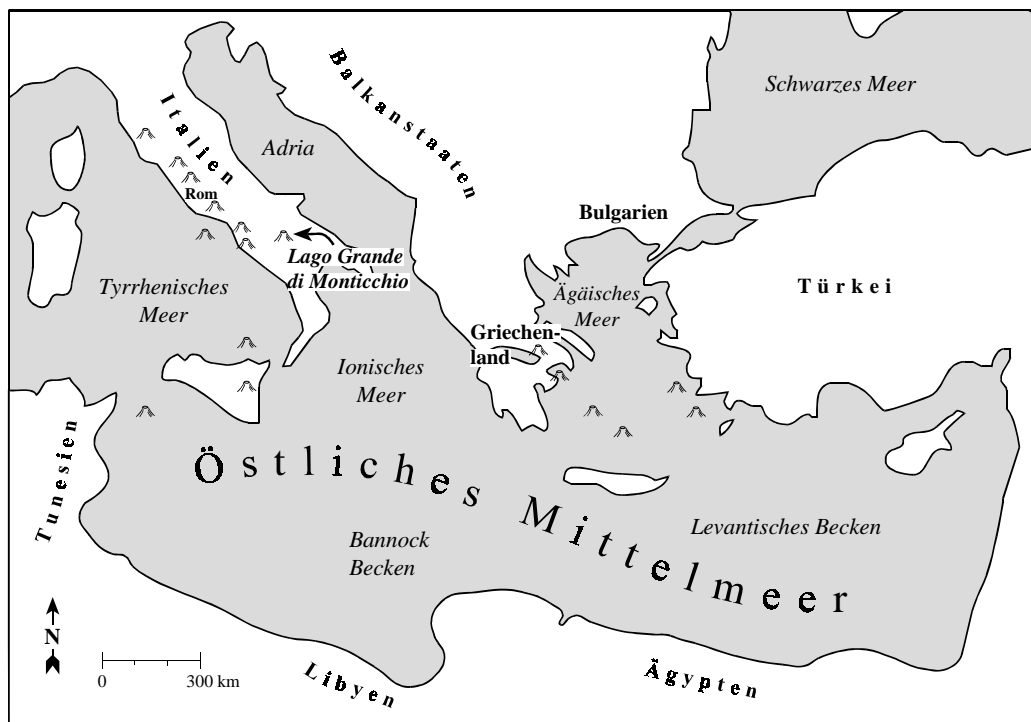 Schwarzes Meer
Balkanstaaten
Italien
Adria
Rom
Bulgarien
Lago Grande
di Monticchio
Türkei
Tyrrhenisches
Meer
Ägäisches
Meer
Griechen-
land
Ionisches
Meer
Östliches Mittelmeer
Tunesien
Levantisches Becken
Bannock
Becken
N
0 300 km
Libyen
Ägypten